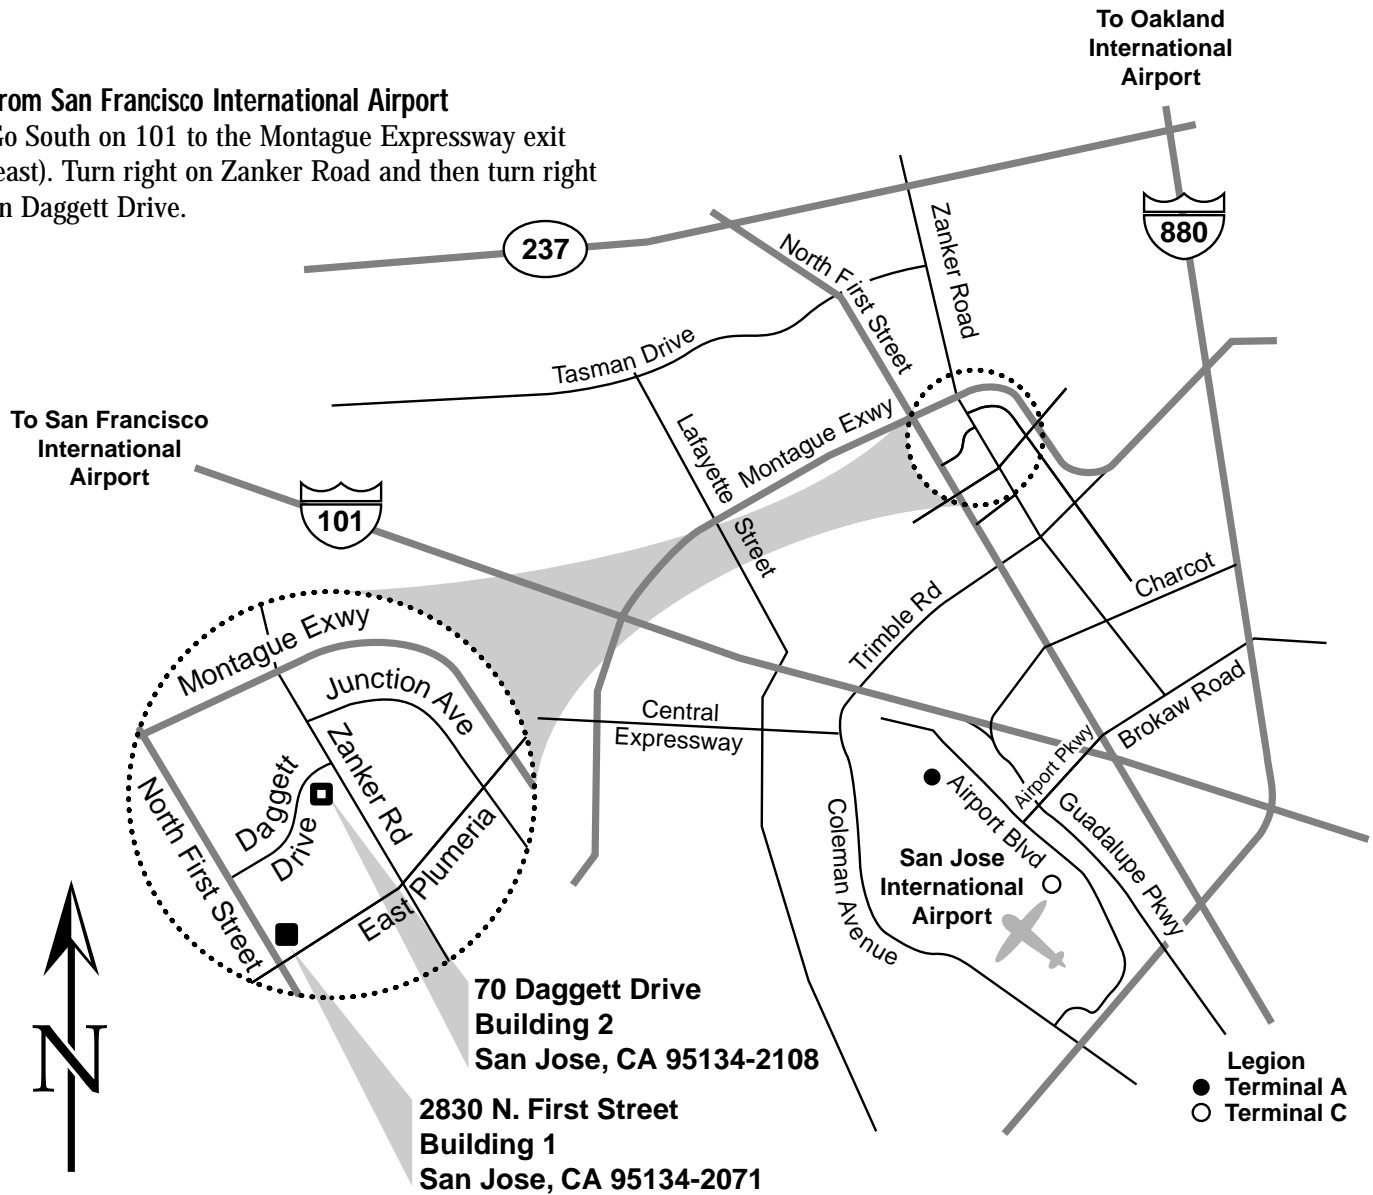 To Oakland
International
Airport
rom San Francisco International Airport
Go South on 101 to the Montague Expressway exit
east). Turn right on Zanker Road and then turn right
n Daggett Drive.
237
880
North First Street
Zanker Road
Tasman Drive
To San Francisco
International
Airport
101
Lafayette Street
Montague Exwy
Trimble Rd
Charcot
Central
Expressway
Brokaw Road
Airport Pkwy
Airport Blvd
Guadalupe Pkwy
Coleman Avenue
San Jose
International
Airport
Montague Exwy
Junction Ave
Zanker Rd
Daggett
Drive
North First Street
East Plumeria
N
70 Daggett Drive
Building 2
San Jose, CA 95134-2108
2830 N. First Street
Building 1
San Jose, CA 95134-2071
Legion
Terminal A
Terminal C